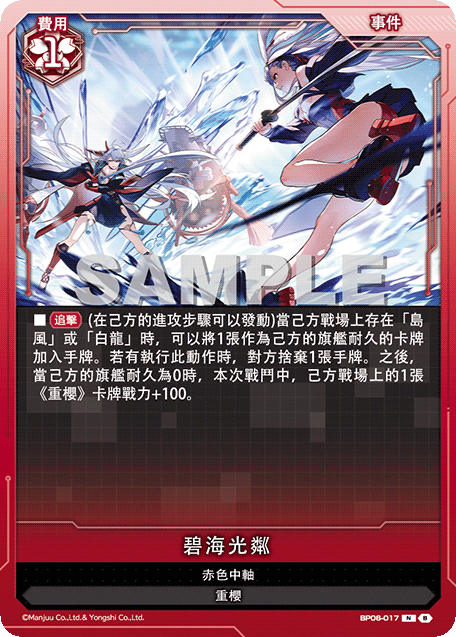 費用
事件
1
SAMPLE
■ 追擊 (在己方的進攻步驟可以發動)當己方戰場上存在「島
風」或「白龍」時，可以將1張作為己方的旗艦耐久的卡牌
加入手牌。若有執行此動作時，對方捨棄1張手牌。之後，
當己方的旗艦耐久為0時，本次戰鬥中，己方戰場上的1張
《重櫻》卡牌戰力+100。
碧海光粼
赤色中軸
重櫻
©Manjuu Co.,Ltd.& Yongshi Co.,Ltd.
BP06-017 N B